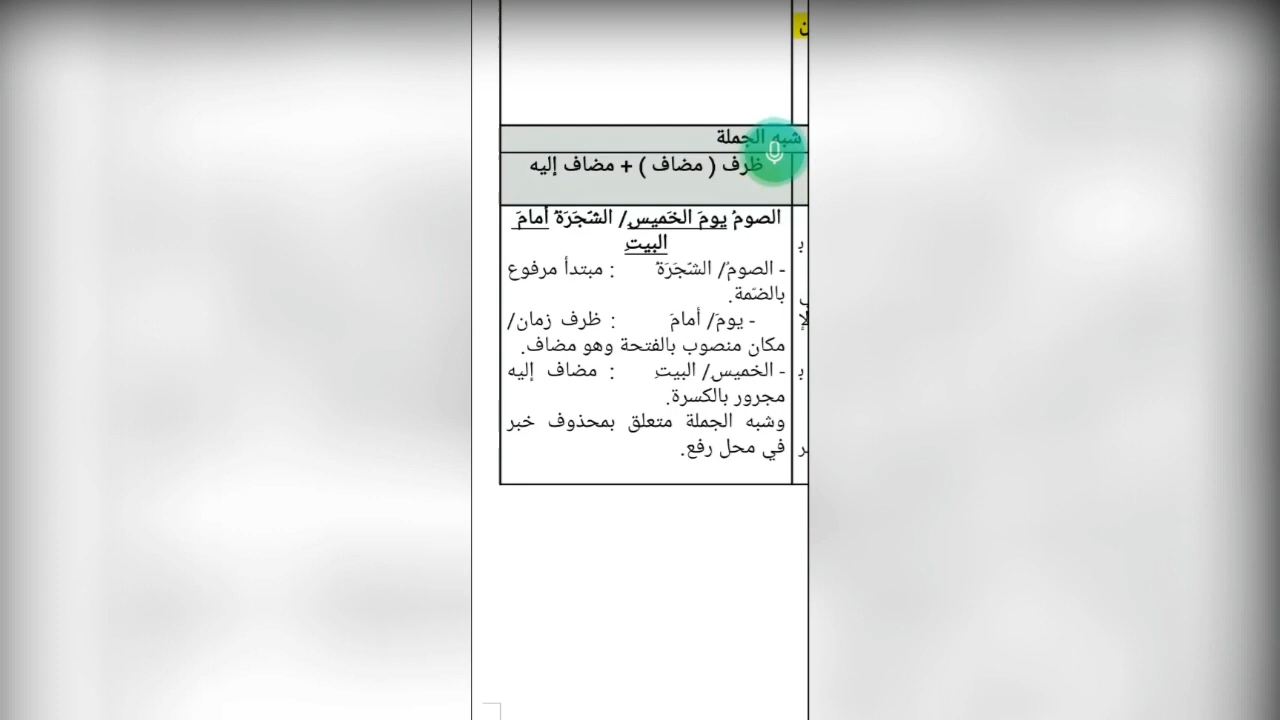 شبه الجملة
ظرف ( مضاف ) + مضاف إليه
الصومُ يومَ الخَميسِ/ الشّجَرَةُ أمامَ
البيتِ
- الصومُ/ الشّجَرَةُ : مبتدأ مرفوع
بالضّمة.
- يومَ/ أمامَ : ظرف زمان/
مكان منصوب بالفتحة وهو مضاف.
- الخميسِ/ البيتِ : مضاف إليه
مجرور بالكسرة.
وشبه الجملة متعلق بمحذوف خبر
في محل رفع.